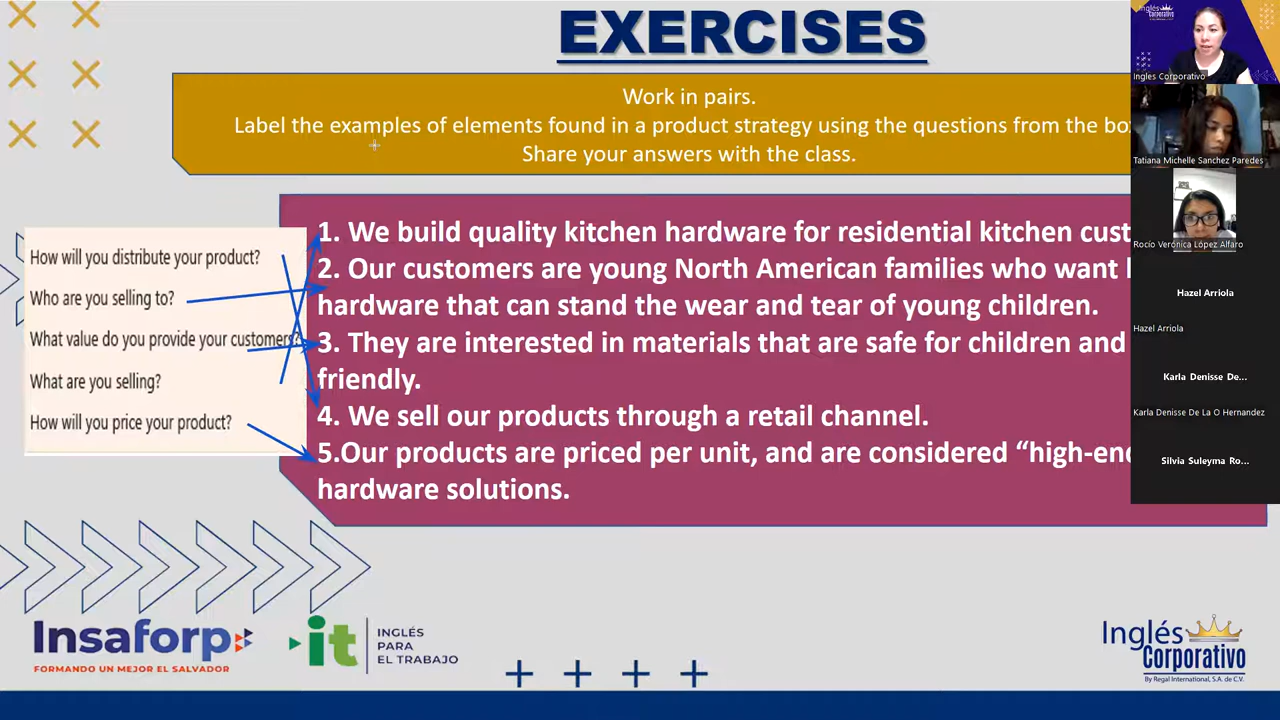 EXERCISES
Work in pairs.
Label the examples of elements found in a product strategy using the questions from the
Share your answers with the class.
How will you distribute your product?
Who are you selling to?
What value do you provide your customers?
What are you selling?
How will you price your product?
1. We build quality kitchen hardware for residential kitchen
2. Our customers are young North American families who want
hardware that can stand the wear and tear of young children.
3. They are interested in materials that are safe for children and
friendly.
4. We sell our products through a retail channel.
5.Our products are priced per unit, and are considered
hardware solutions.
Inglés
Corporativo
Ingles Corporativo
Tatiana Michelle Sanchez Paredes
Rocío Verónica López Alfaro
Hazel Arriola
Hazel Arriola
Karla Denisse De...
Karla Denisse De La O Hernandez
Silvia Suleyma Ro...
Insaforp
FORMANDO UN MEJOR EL SALVADOR
it
INGLÉS
PARA
EL TRABAJO
Inglés
Corporativo
By Regal International, S.A. de C.V.